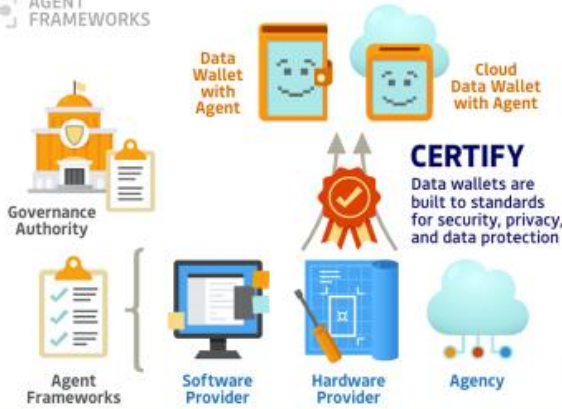 AGENT
FRAMEWORKS
Data
Wallet
with
Agent
Cloud
Data Wallet
with Agent
CERTIFY
Data wallets are
built to standards
for security, privacy,
and data protection
Governance
Authority
Agent
Frameworks
Software
Provider
Hardware
Provider
Agency